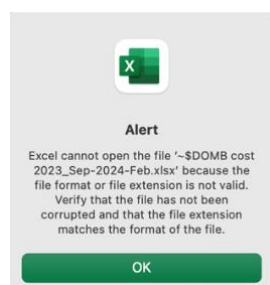 Alert
Excel cannot open the file '~$DOMB cost
2023_Sep-2024-Feb.xlsx' because the
file format or file extension is not valid.
Verify that the file has not been
corrupted and that the file extension
matches the format of the file.
OK